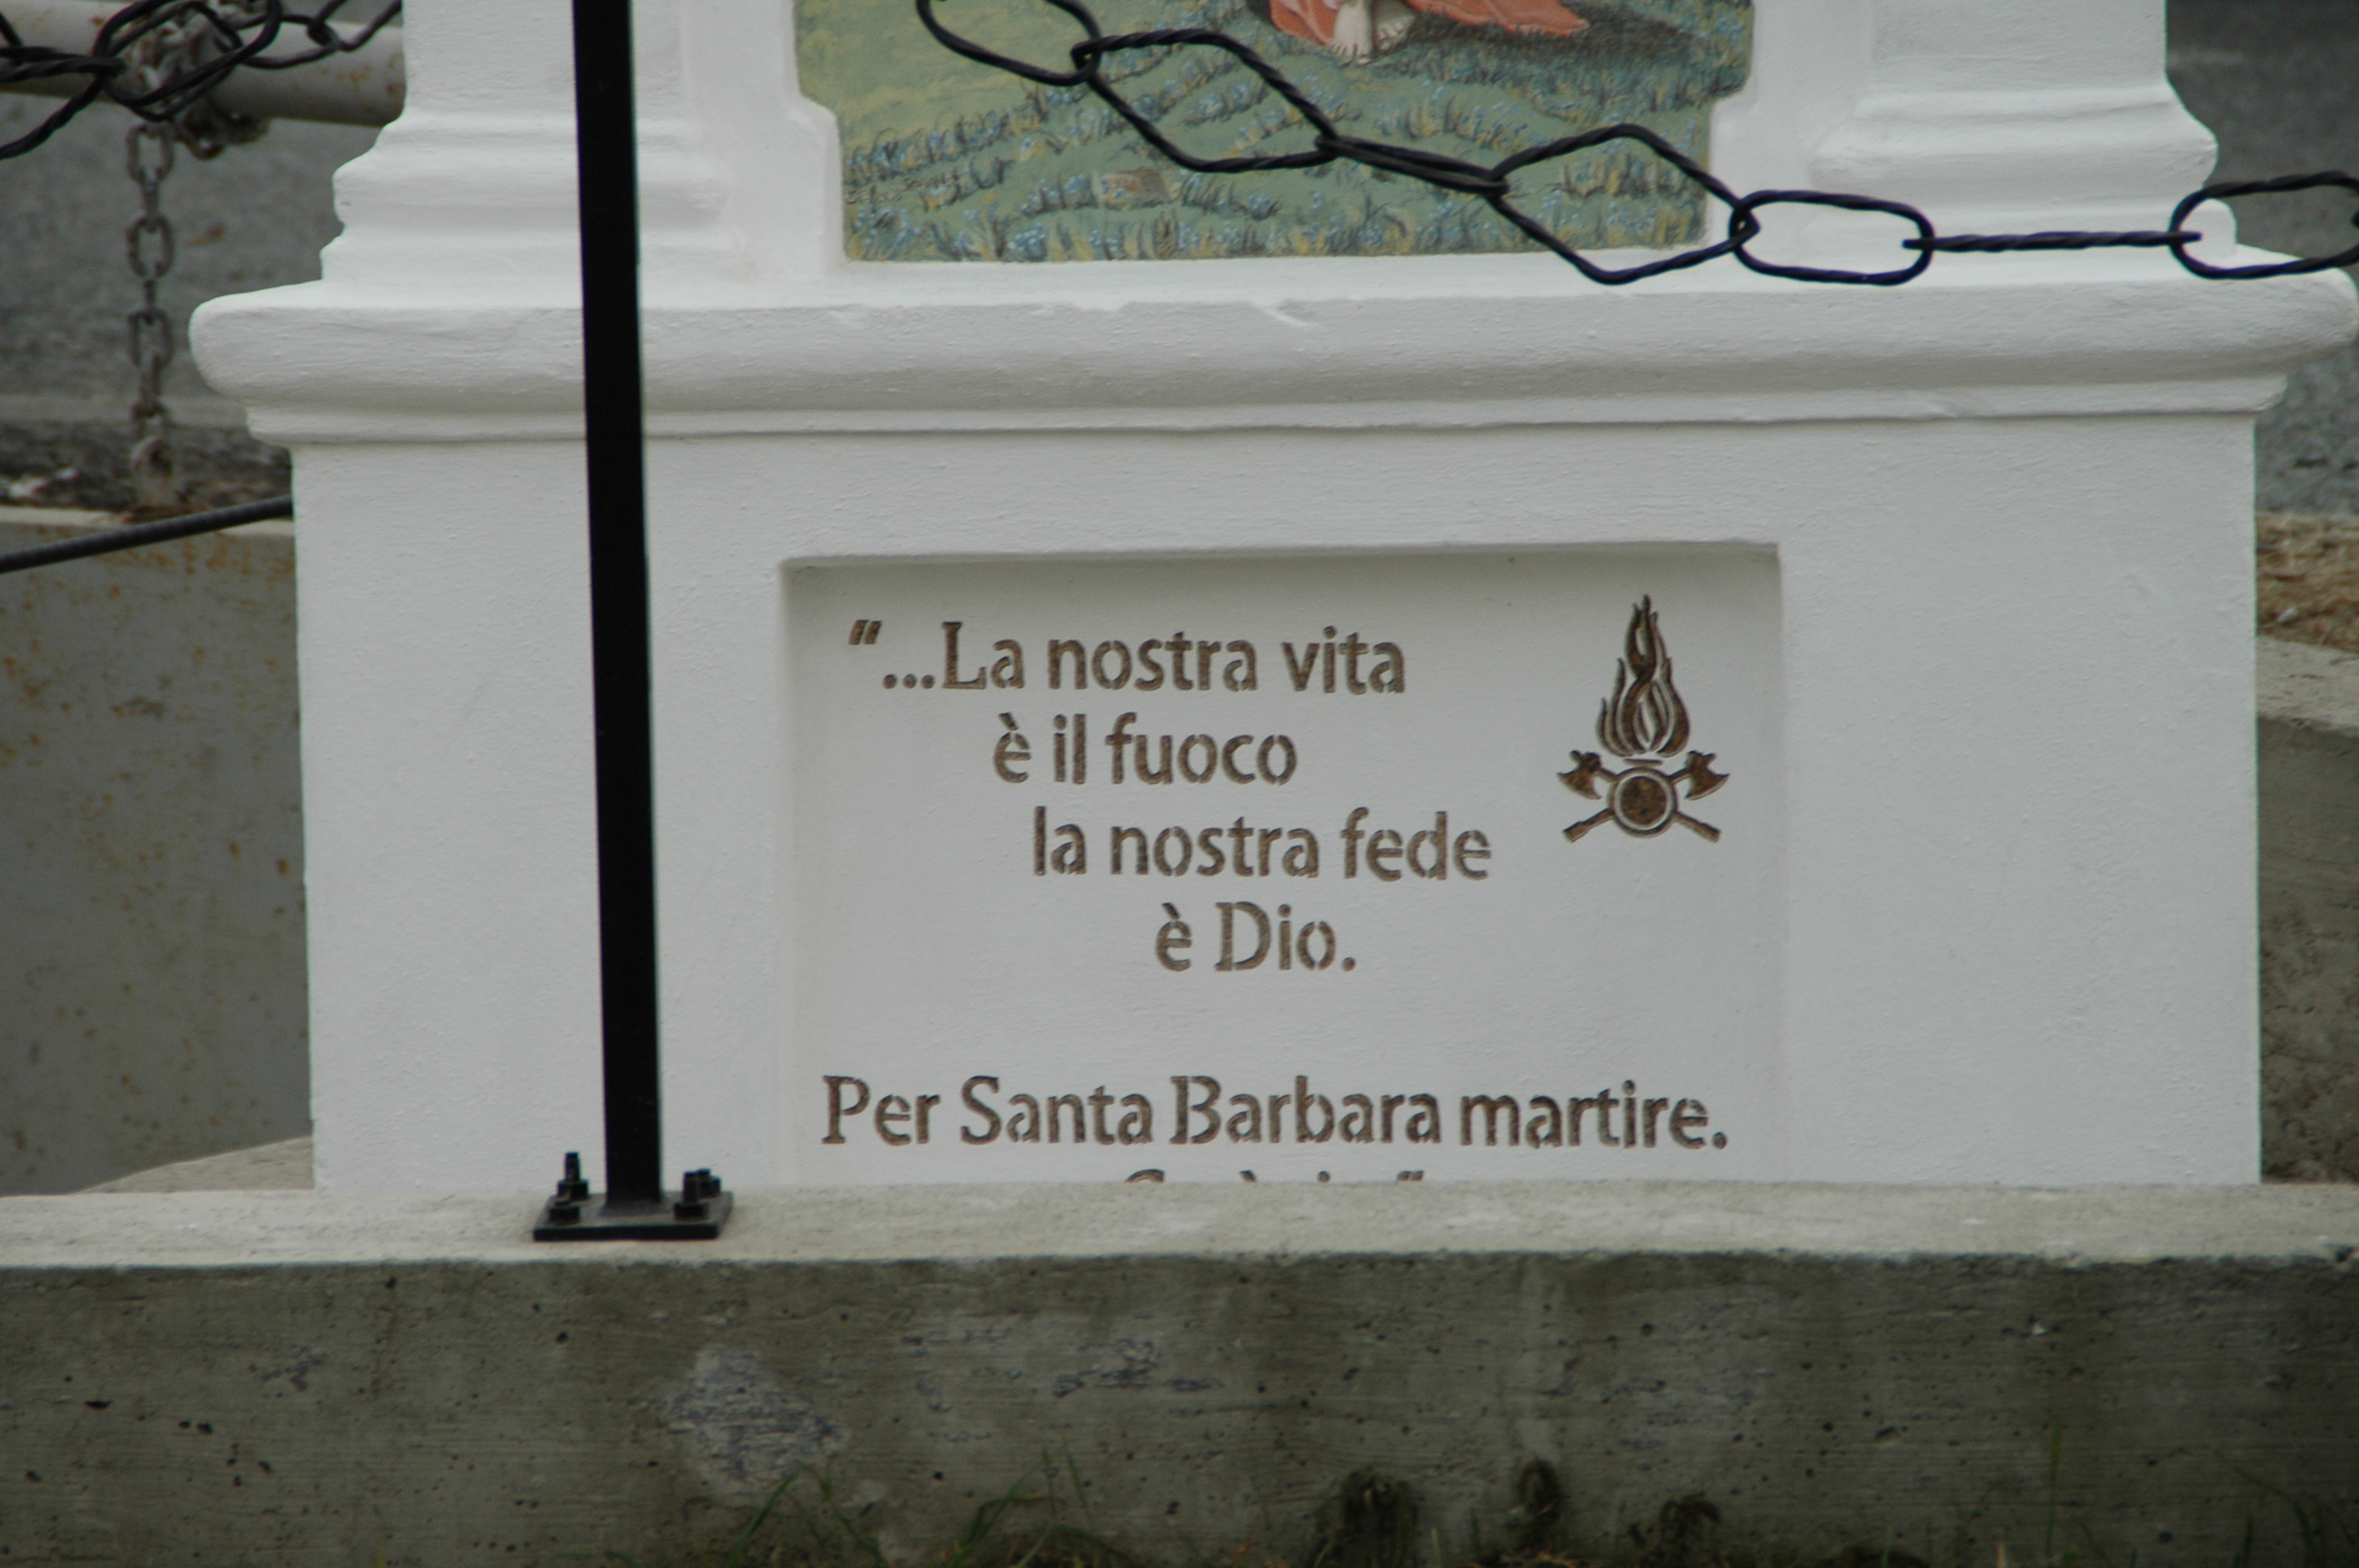 "...La nostra vita
è il fuoco
la nostra fede
è Dio.
Per Santa Barbara martire.